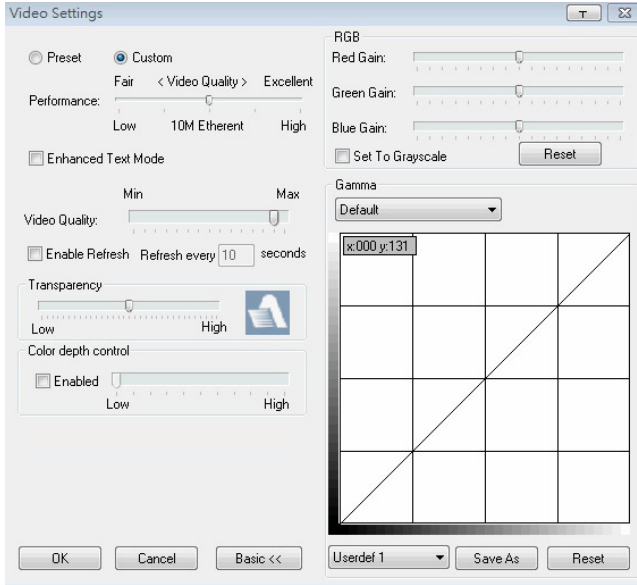 Video Settings
T
Preset
Custom
Fair < Video Quality > Excellent
Performance:
Low 10M Etherent High
Enhanced Text Mode
Min Max
Video Quality:
Enable Refresh Refresh every 10 seconds
Transparency
Low High
Color depth control
Enabled
Low High
OK
Cancel
Basic <<
RGB
Red Gain:
Green Gain:
Blue Gain:
Set To Grayscale
Reset
Gamma
Default
x:000 y:131
Userdef 1
Save As
Reset